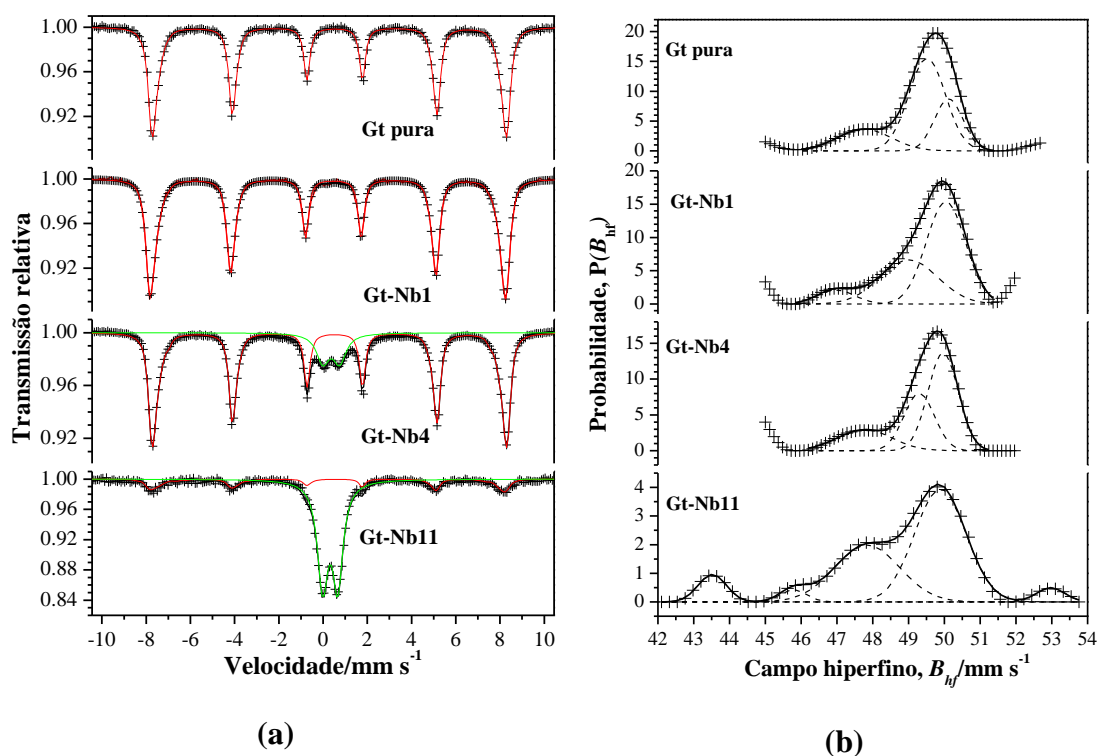 1.00
0.96
0.92
Gt pura
1.00
0.96
0.92
Gt-Nb1
1.00
0.96
0.92
Gt-Nb4
1.00
0.96
0.92
0.88
0.84
Gt-Nb11
-10 -8 -6 -4 -2 0 2 4 6 8 10
Velocidade/mm s-1
Transmissão relativa
(a)
20
15
10
5
0
Gt pura
20
15
10
5
0
Gt-Nb1
15
10
5
0
Gt-Nb4
4
3
2
1
0
Gt-Nb11
42 43 44 45 46 47 48 49 50 51 52 53 54
Campo hiperfino, Bhf/mm s-1
Probabilidade, P(Bhf)
(b)